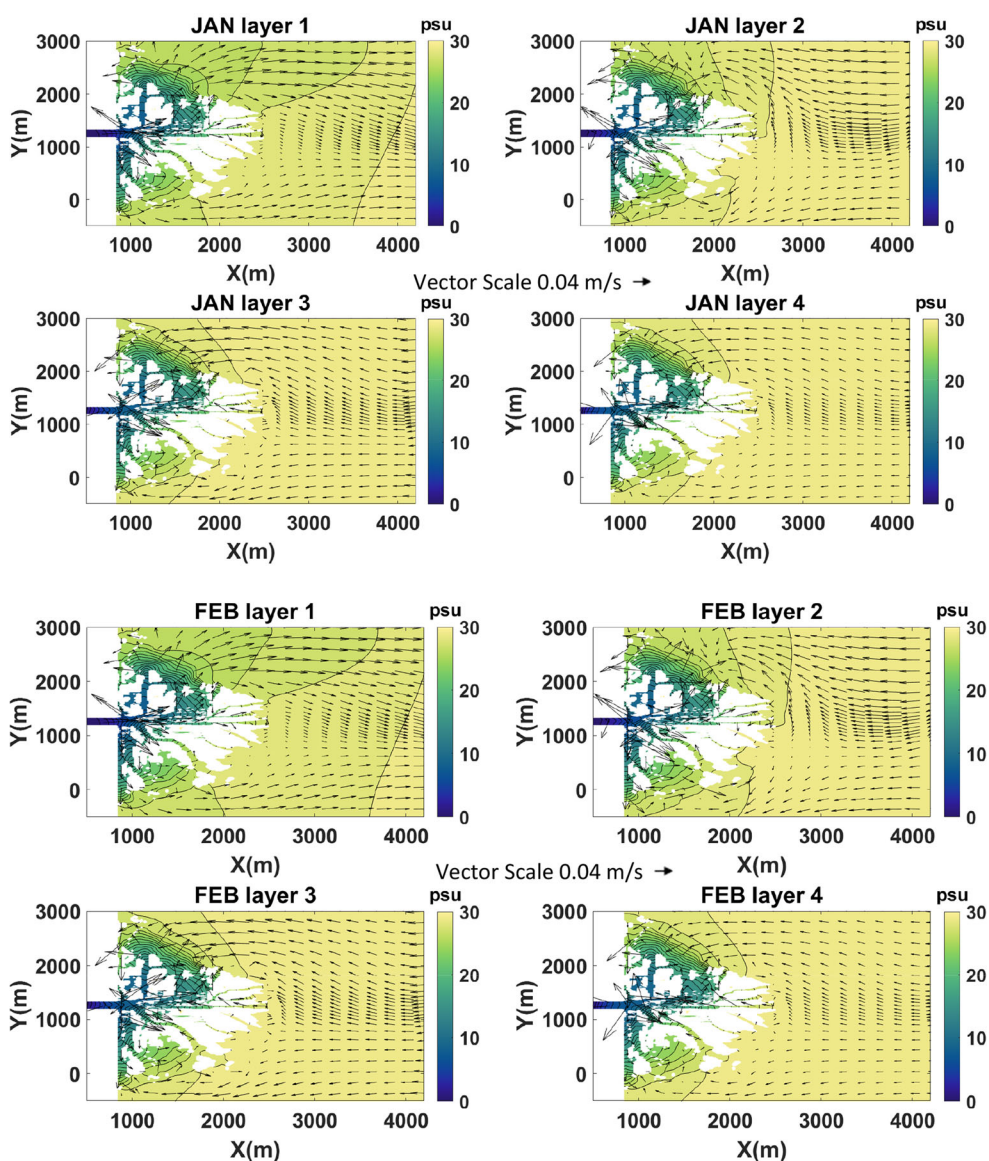 JAN layer 1
psu
JAN layer 2
psu
3000
2000
1000
0
Y(m)
30
20
10
0
3000
2000
1000
0
Y(m)
30
20
10
0
1000 2000 3000 4000
X(m)
1000 2000 3000 4000
X(m)
Vector Scale 0.04 m/s
JAN layer 3
psu
JAN layer 4
psu
3000
2000
1000
0
Y(m)
30
20
10
0
3000
2000
1000
0
Y(m)
30
20
10
0
1000 2000 3000 4000
X(m)
1000 2000 3000 4000
X(m)
FEB layer 1
psu
FEB layer 2
psu
3000
2000
1000
0
Y(m)
30
20
10
0
3000
2000
1000
0
Y(m)
30
20
10
0
1000 2000 3000 4000
X(m)
1000 2000 3000 4000
X(m)
Vector Scale 0.04 m/s
FEB layer 3
psu
FEB layer 4
psu
3000
2000
1000
0
Y(m)
30
20
10
0
3000
2000
1000
0
Y(m)
30
20
10
0
1000 2000 3000 4000
X(m)
1000 2000 3000 4000
X(m)